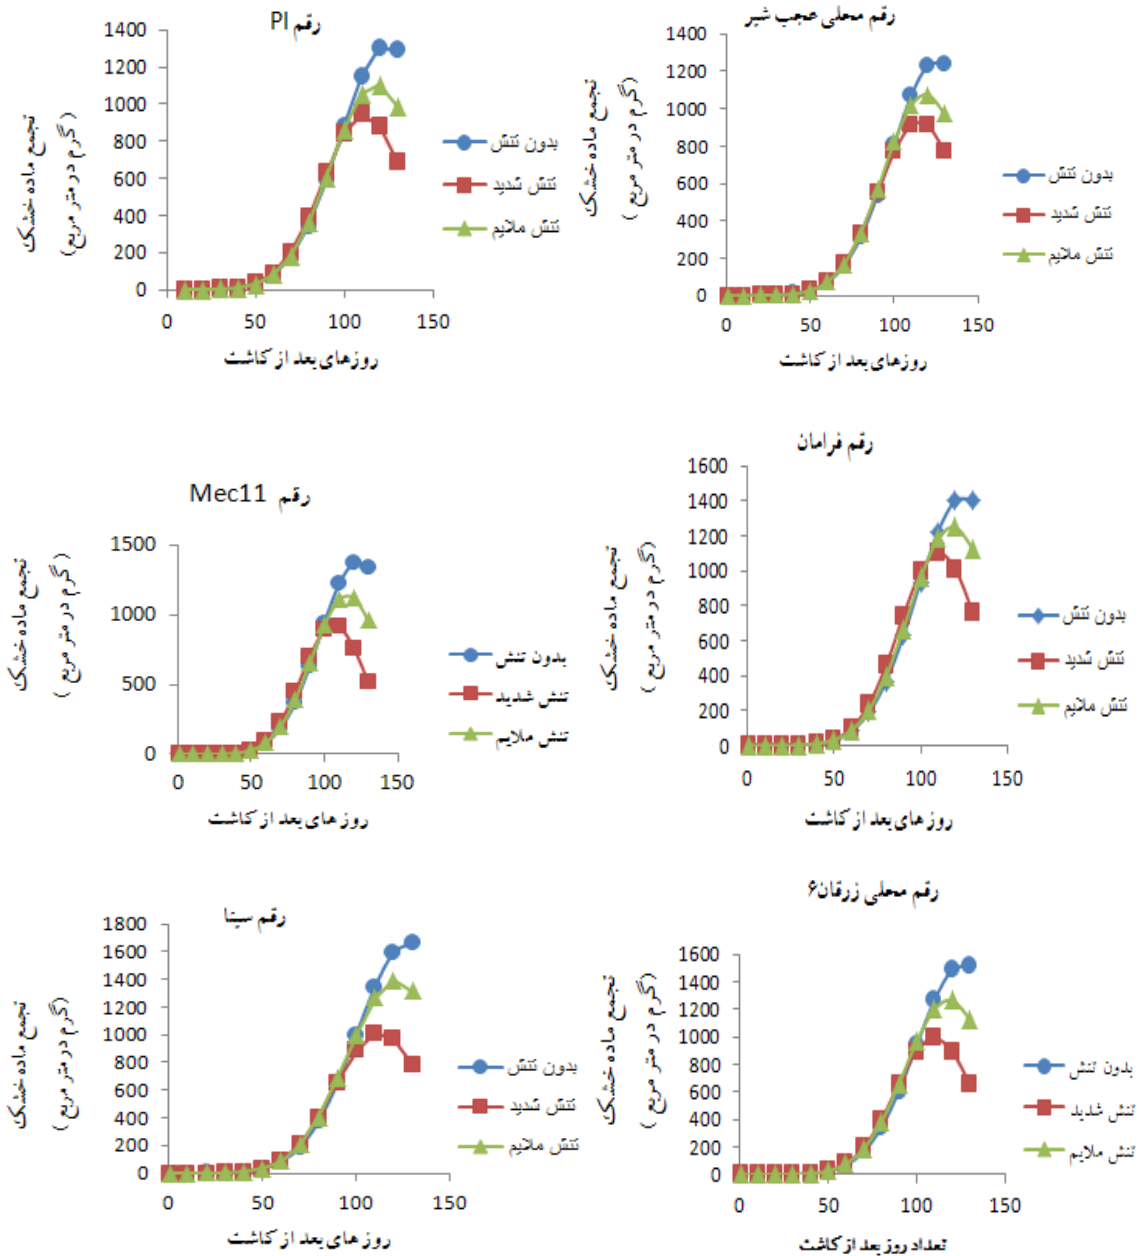 رقم PI
1400
1200
1000
800
600
400
200
0
0 50 100 150
تجمع ماده خشک
(گرم در متر مربع)
روزهای بعد از کاشت
بدون تنش
تنش شدید
تنش ملایم
رقم محلی عجب شیر
1400
1200
1000
800
600
400
200
0
0 50 100 150
تجمع ماده خشک
(گرم در متر مربع)
روزهای بعد از کاشت
بدون تنش
تنش شدید
تنش ملایم
رقم Mec11
1500
1000
500
0
0 50 100 150
تجمع ماده خشک
(گرم در متر مربع)
روزهای بعد از کاشت
بدون تنش
تنش شدید
تنش ملایم
رقم فرامان
1600
1400
1200
1000
800
600
400
200
0
0 50 100 150
تجمع ماده خشک
(گرم در متر مربع)
روزهای بعد از کاشت
بدون تنش
تنش شدید
تنش ملایم
رقم سینا
1800
1600
1400
1200
1000
800
600
400
200
0
0 50 100 150
تجمع ماده خشک
(گرم در متر مربع)
روزهای بعد از کاشت
بدون تنش
تنش شدید
تنش ملایم
رقم محلی زرقان۶
1600
1400
1200
1000
800
600
400
200
0
0 50 100 150
تجمع ماده خشک
(گرم در متر مربع)
تعداد روز بعد از کاشت
بدون تنش
تنش شدید
تنش ملایم